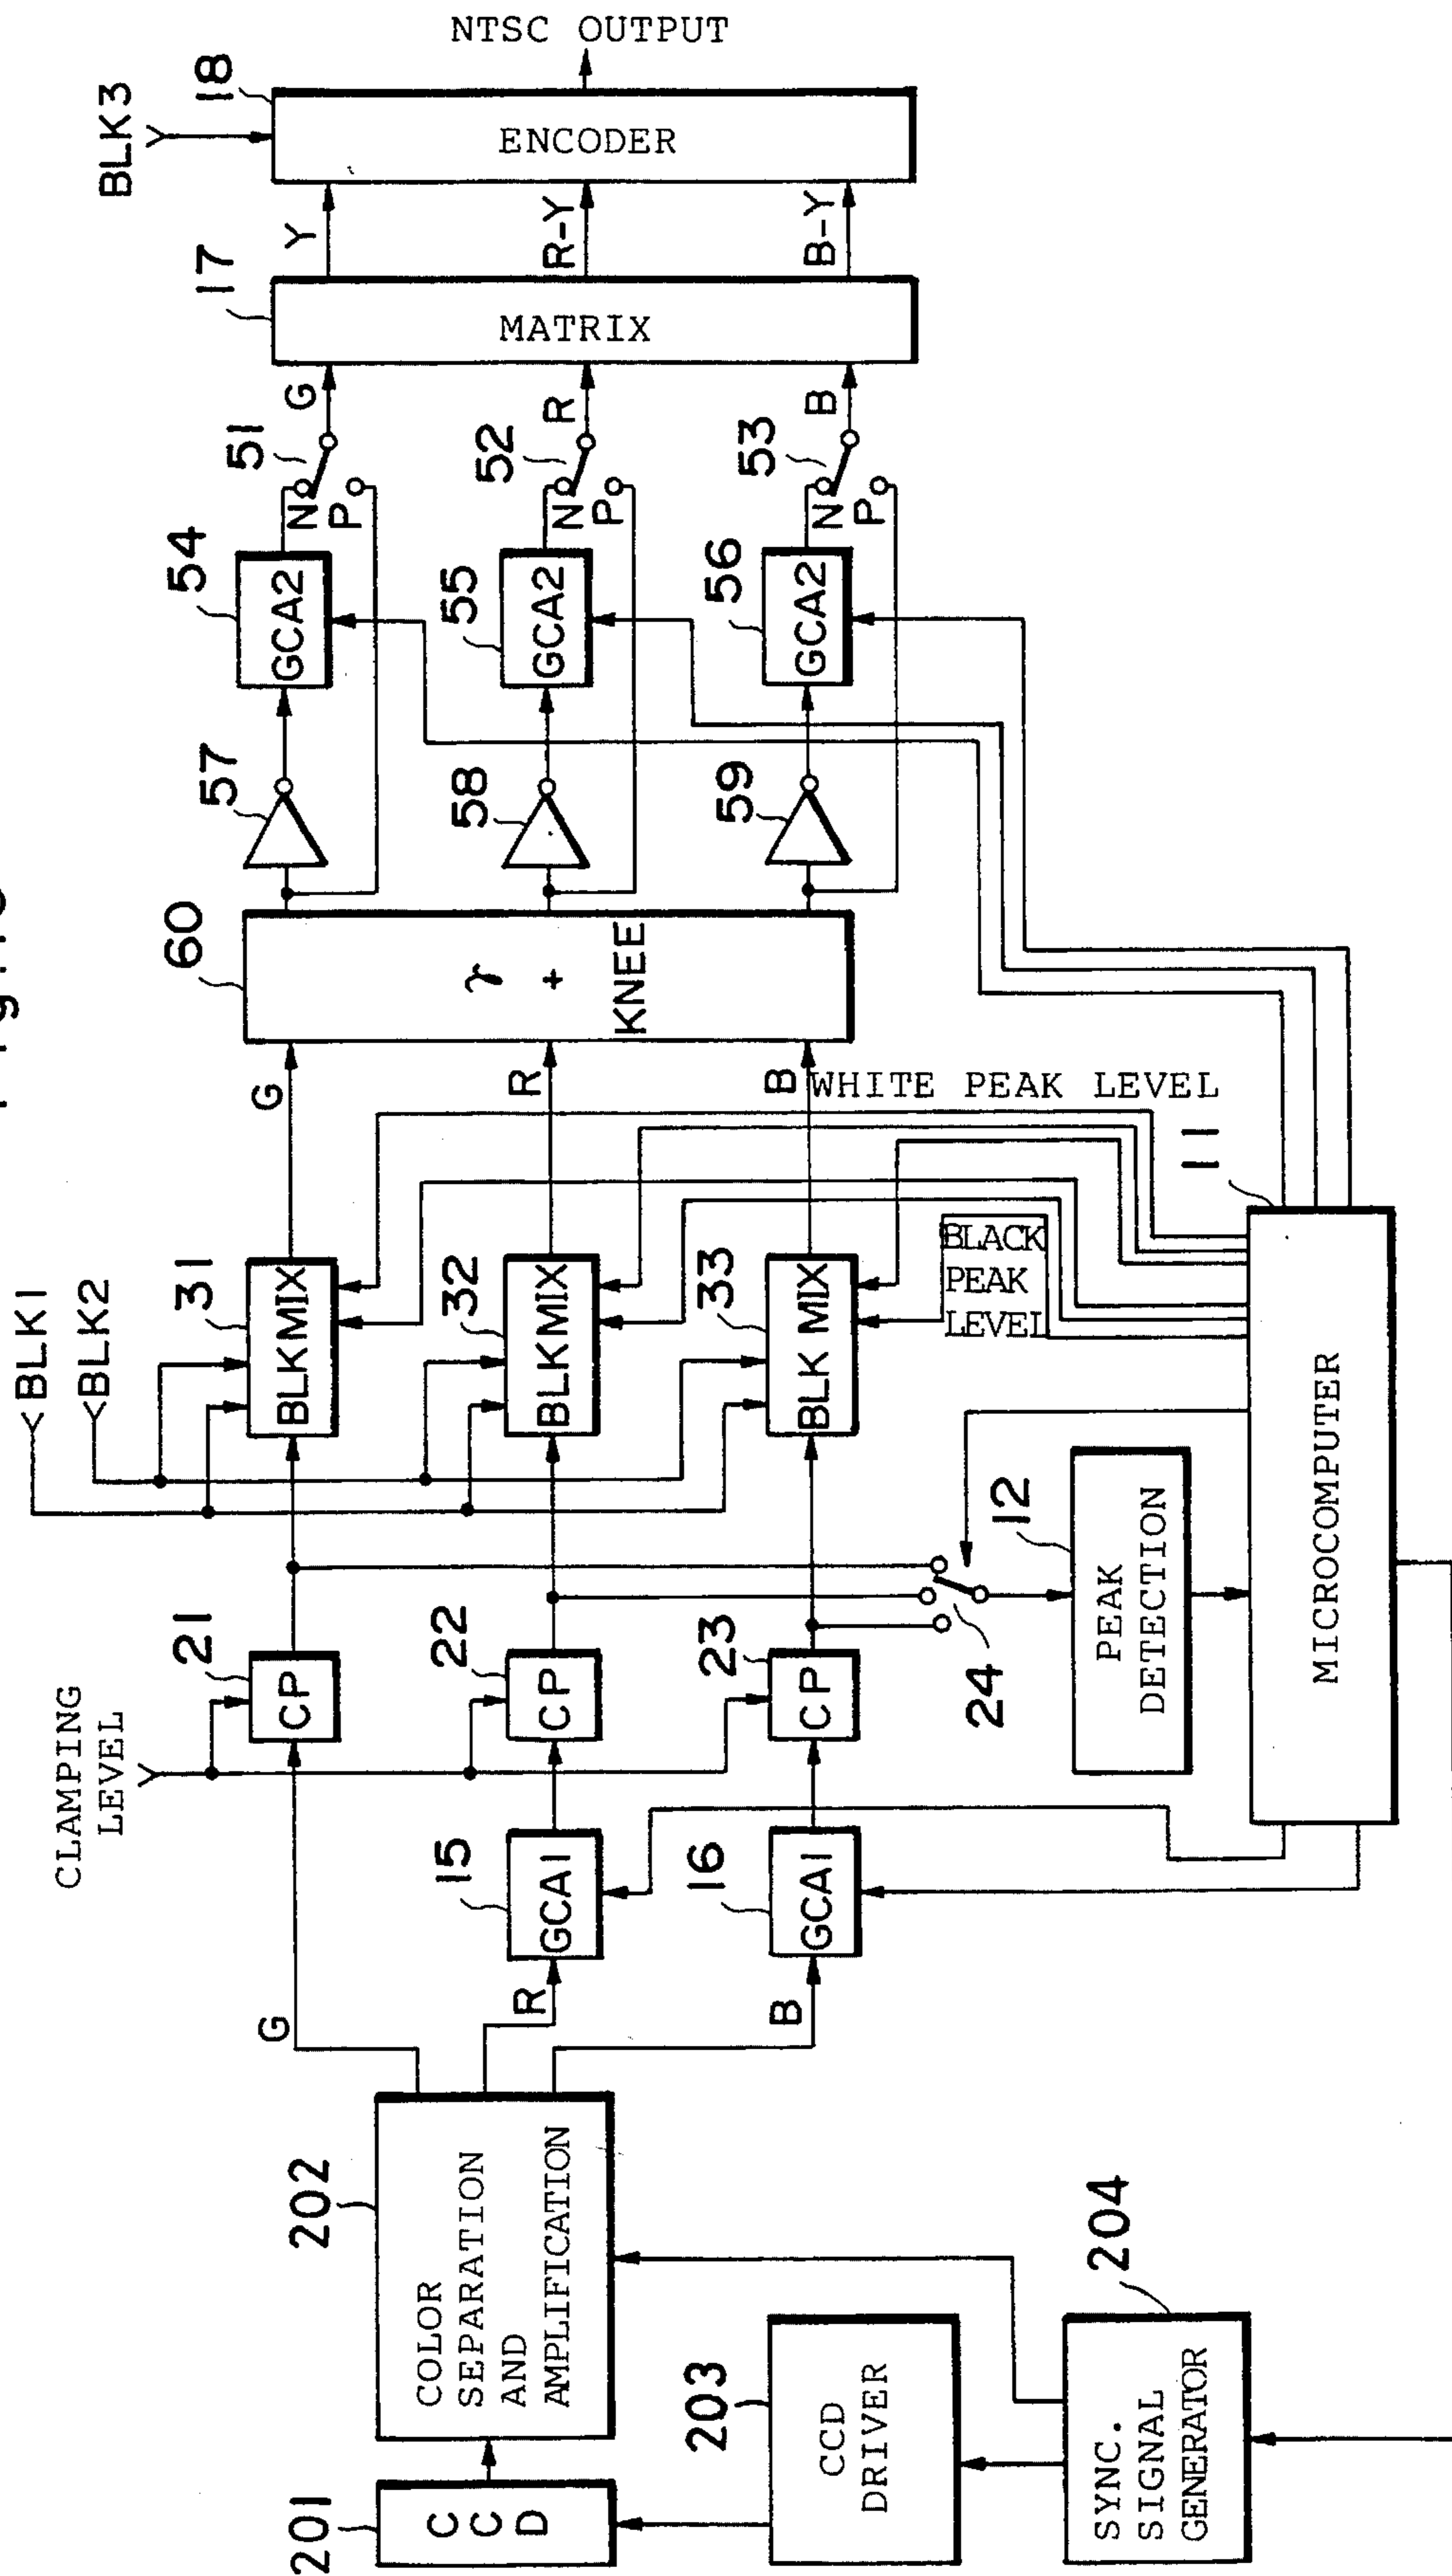 NTSC OUTPUT
BLK3
18
ENCODER
Y
R-Y
B-Y
17
MATRIX
G
R
B
51
52
53
N
P
N
P
N
P
54
GCA2
55
GCA2
56
GCA2
57
58
59
60
γ
+
KNEE
G
R
B
WHITE PEAK LEVEL
11
BLK1
BLK2
31
BLKMIX
32
BLKMIX
33
BLK MIX
BLACK
PEAK
LEVEL
MICROCOMPUTER
12
PEAK
DETECTION
24
CLAMPING
LEVEL
21
CP
22
CP
23
CP
15
GCA1
16
GCA1
G
R
B
202
COLOR
SEPARATION
AND
AMPLIFICATION
201
CCD
203
CCD
DRIVER
204
SYNC.
SIGNAL
GENERATOR